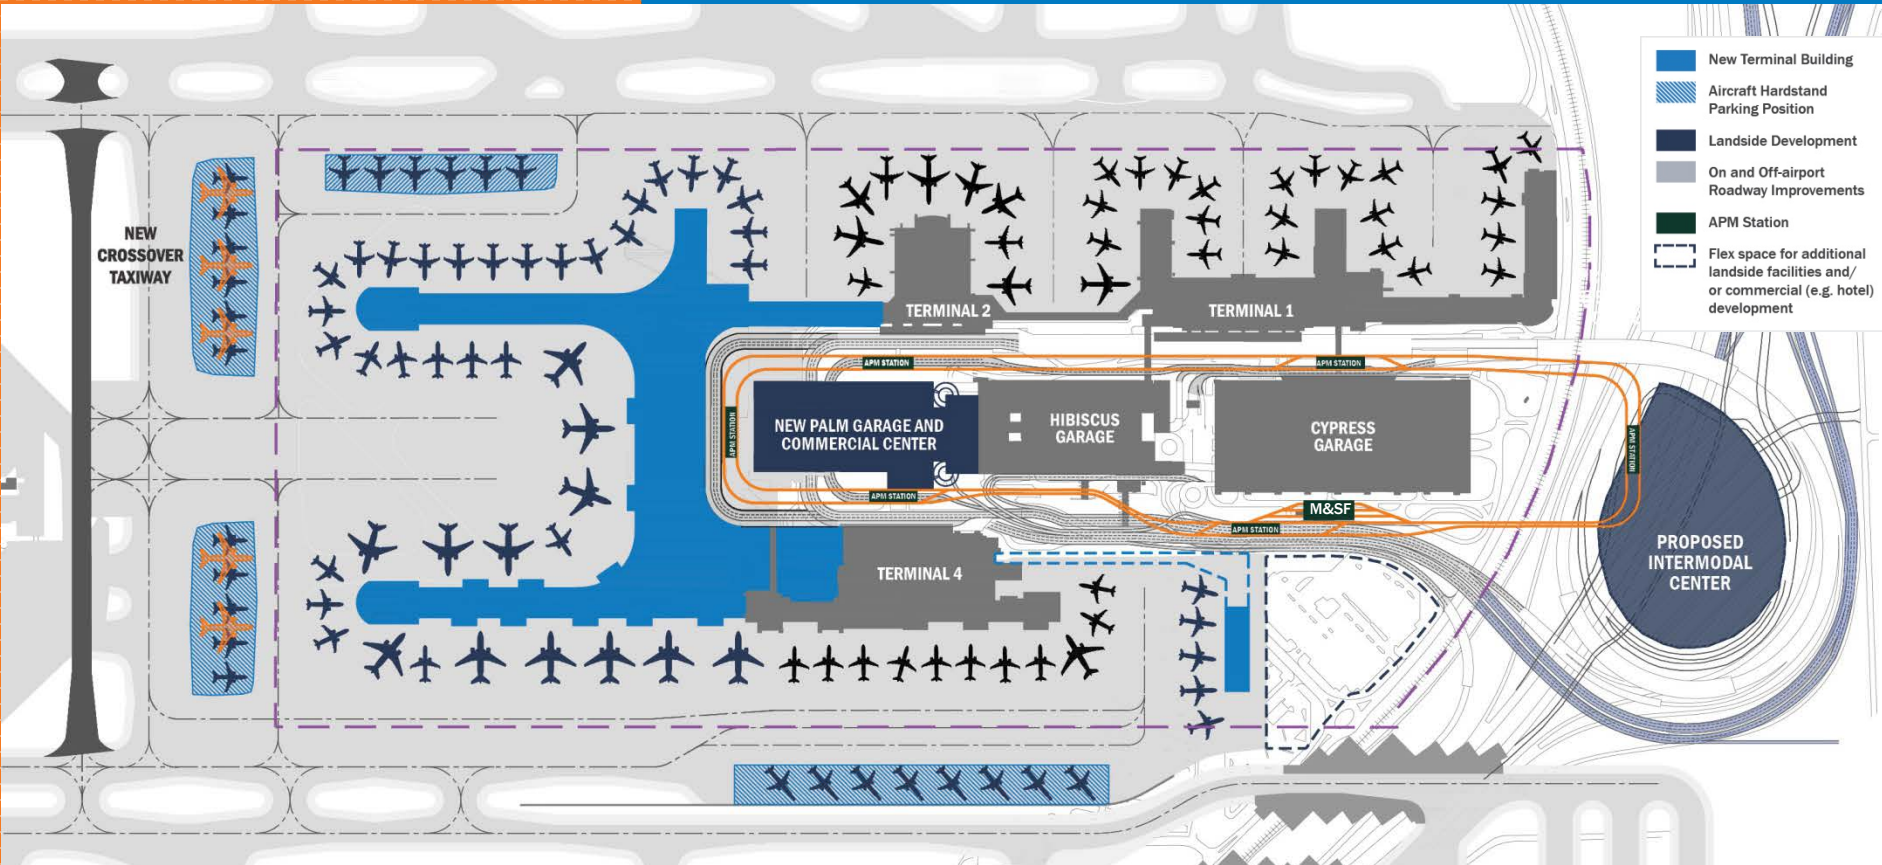 New Terminal Building
Aircraft Hardstand
Parking Position
Landside Development
On and Off-airport
Roadway Improvements
APM Station
Flex space for additional
landside facilities and/
or commercial (e.g. hotel)
development
NEW
CROSSOVER
TAXIWAY
TERMINAL 2
TERMINAL 1
APM STATION
APM STATION
APM STATION
NEW PALM GARAGE AND
COMMERCIAL CENTER
HIBISCUS
GARAGE
CYPRESS
GARAGE
APM STATION
APM STATION
M&SF
APM STATION
TERMINAL 4
PROPOSED
INTERMODAL
CENTER